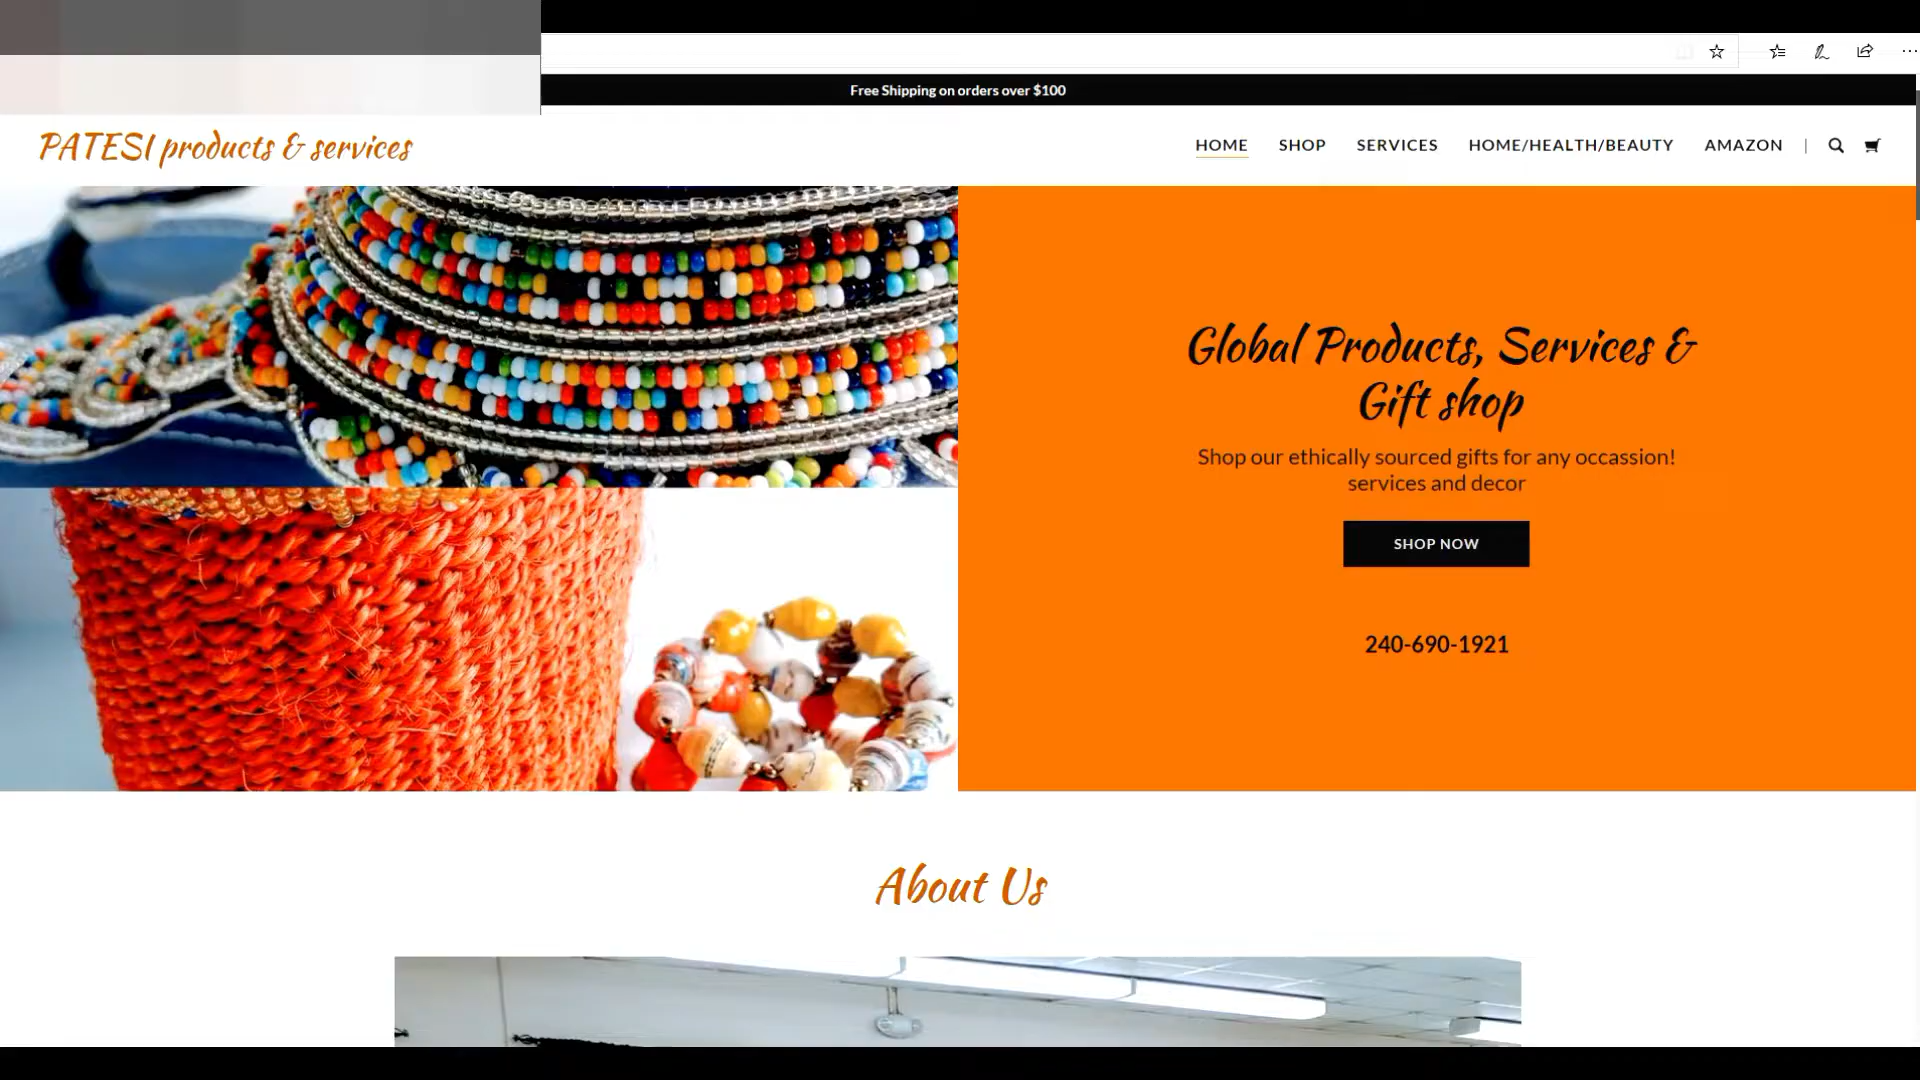 Free Shipping on orders over $100
PATESI products & services
HOME SHOP SERVICES HOME/HEALTH/BEAUTY AMAZON
Global Products, Services &
Gift shop
Shop our ethically sourced gifts for any occassion!
services and decor
SHOP NOW
240-690-1921
About Us